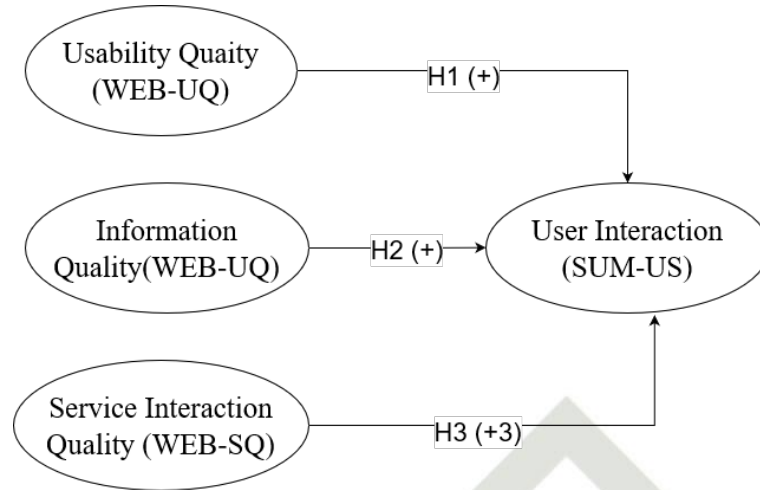 Usability Quaity
(WEB-UQ)
H1 (+)
Information
Quality(WEB-UQ)
H2 (+)
User Interaction
(SUM-US)
Service Interaction
Quality (WEB-SQ)
H3 (+3)